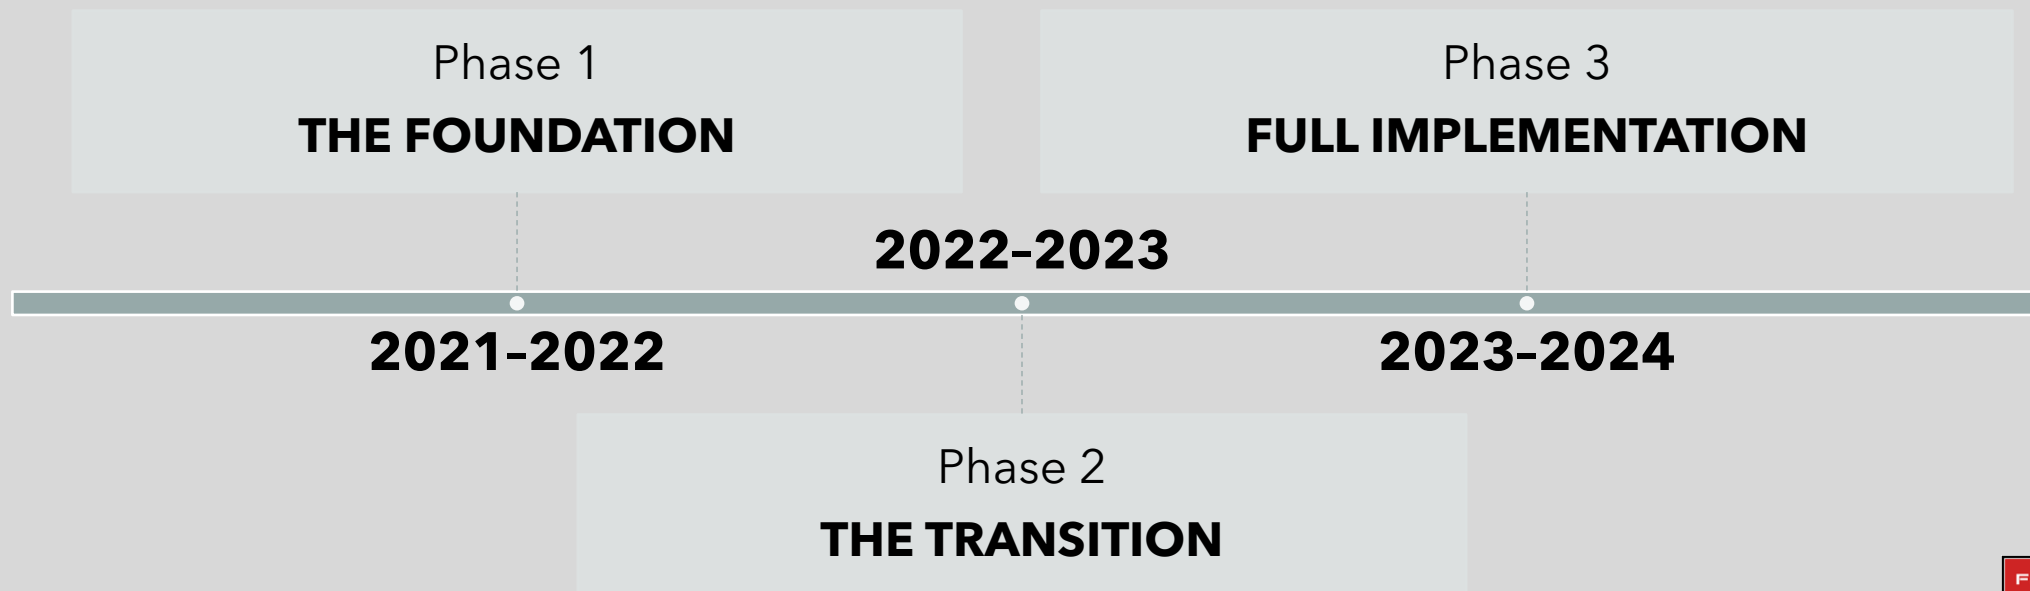 Phase 1
THE FOUNDATION
Phase 3
FULL IMPLEMENTATION
2022–2023
2021–2022
2023–2024
Phase 2
THE TRANSITION
F